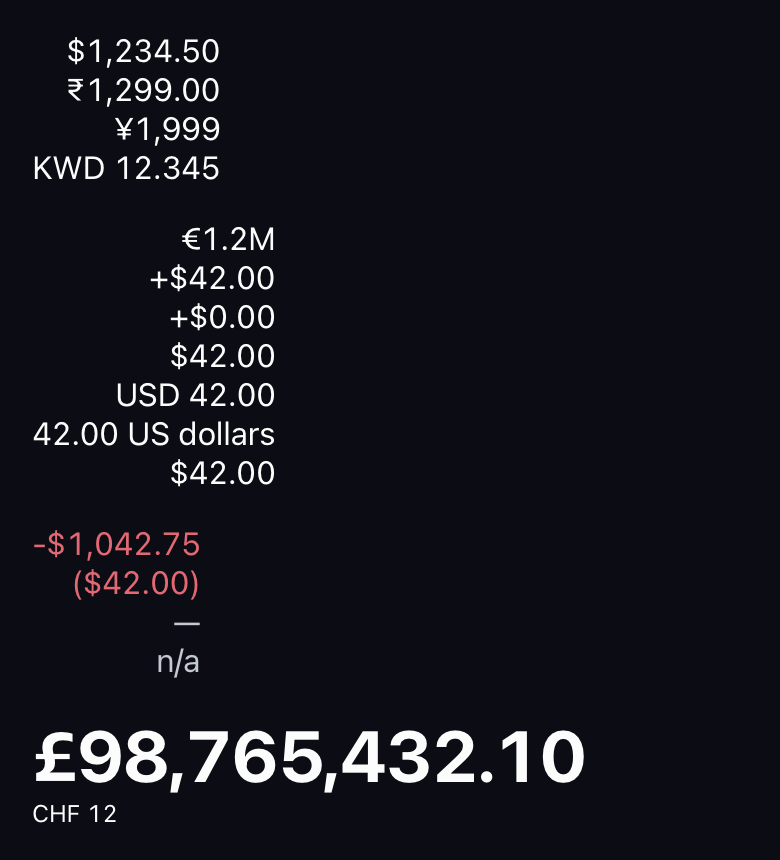 $1,234.50
₹1,299.00
¥1,999
KWD 12.345
€1.2M
+$42.00
+$0.00
$42.00
USD 42.00
42.00 US dollars
$42.00
-$1,042.75
($42.00)
—
n/a
£98,765,432.10
CHF 12